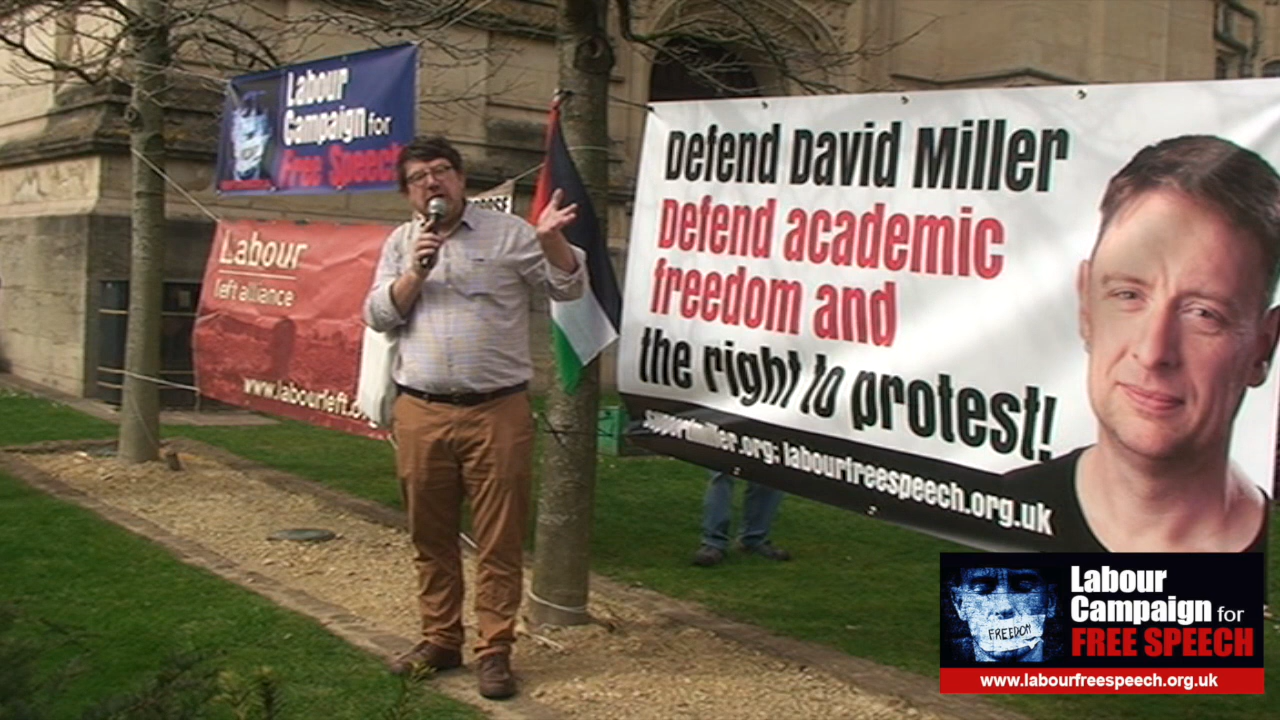 Labour
Campaign for
Free Speech
Labour
left alliance
www.labourleft.o
Defend David Miller
Defend academic
freedom and
the right to protest!
supportmiller.org; labourfreespeech.org.uk
Labour
Campaign for
FREE SPEECH
FREEDOM
www.labourfreespeech.org.uk